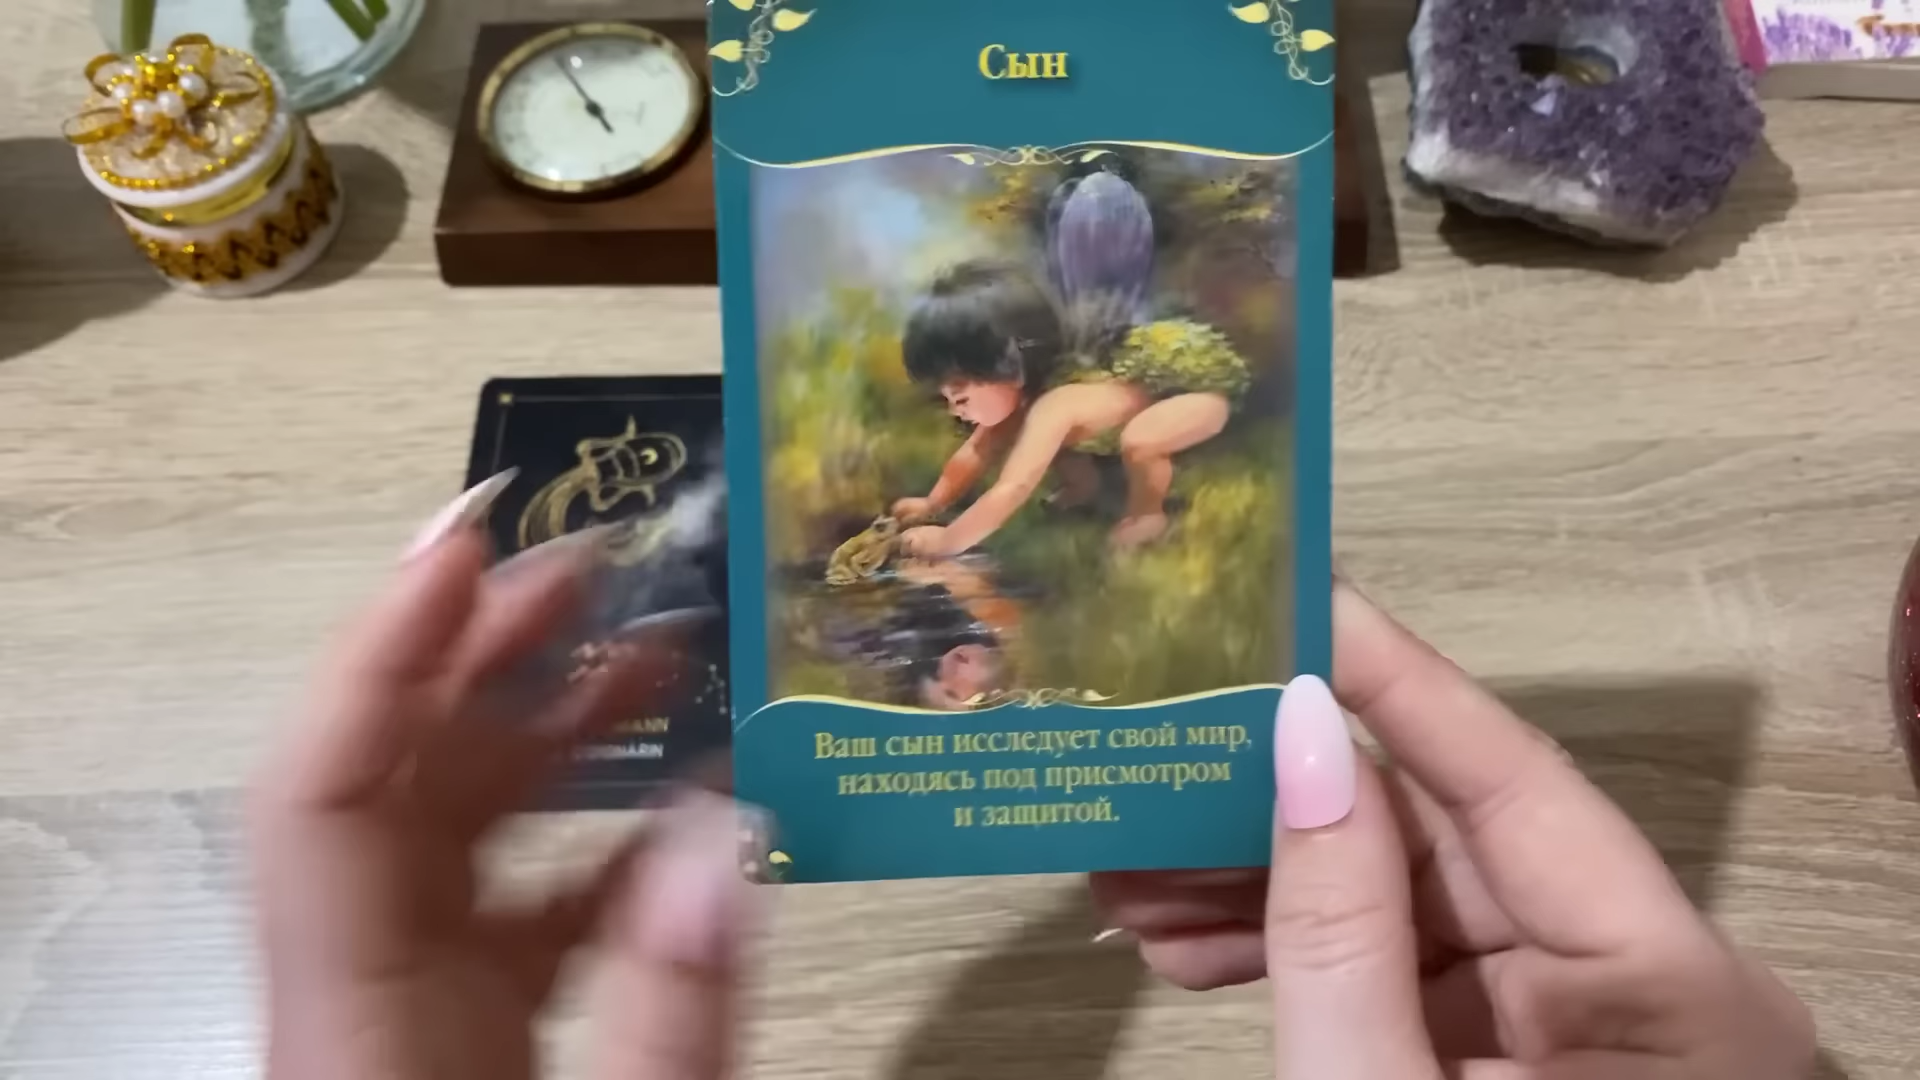 Сын
Ваш сын исследует свой мир,
находясь под присмотром
и защитой.